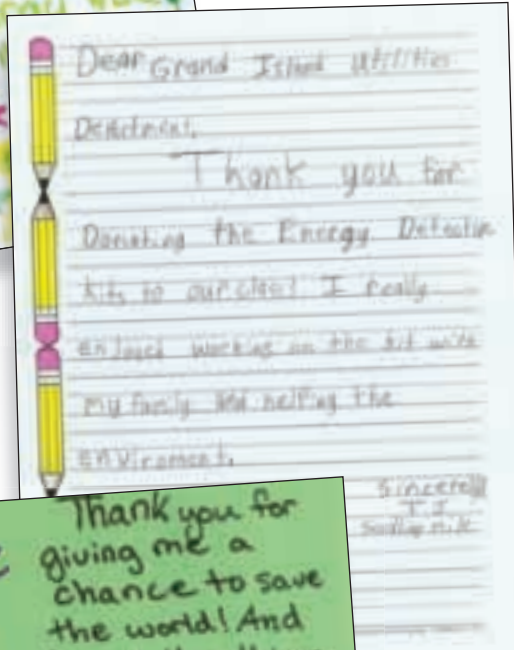 Dear Grand Island Utilities
Thank you for
Donating the Energy Detective
kits to our class! I really
enjoyed working on the kit with
my family and helping the
enviroment.
Sincerely
TJ
Thank you for
giving me a
chance to save
the world! And